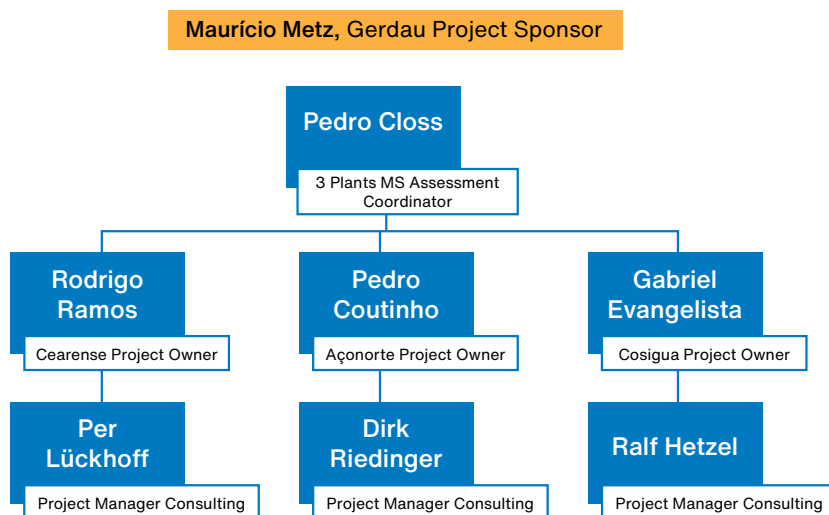 Maurício Metz, Gerdau Project Sponsor
Pedro Closs
3 Plants MS Assessment
Coordinator
Rodrigo
Ramos
Cearense Project Owner
Pedro
Coutinho
Açonorte Project Owner
Gabriel
Evangelista
Cosigua Project Owner
Per
Lückhoff
Project Manager Consulting
Dirk
Riedinger
Project Manager Consulting
Ralf Hetzel
Project Manager Consulting